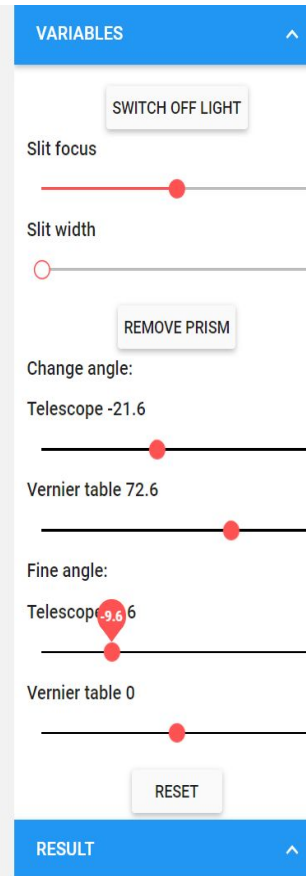 VARIABLES
SWITCH OFF LIGHT
Slit focus
Slit width
REMOVE PRISM
Change angle:
Telescope -21.6
Vernier table 72.6
Fine angle:
-9.6
Telescope 6
Vernier table 0
RESET
RESULT